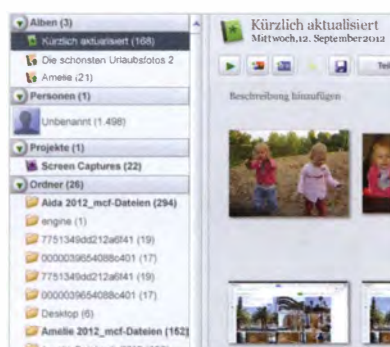 Alben (3)
Kürzlich aktualisiert (168)
Die schönsten Urlaubsfotos 2
Amelie (21)
Personen (1)
Unbenannt (1.498)
Projekte (1)
Screen Captures (22)
Ordner (26)
Aida 2012_mcf-Dateien (294)
engine (1)
7751349dd212a6f41 (19)
0000039654088c401 (17)
7751349dd212a6f41 (19)
0000039654088c401 (17)
Desktop (6)
Amelie 2012_mcf-Dateien (162)
Kürzlich aktualisiert
Mittwoch,12. September2012
Teil
Beschreibung hinzufügen